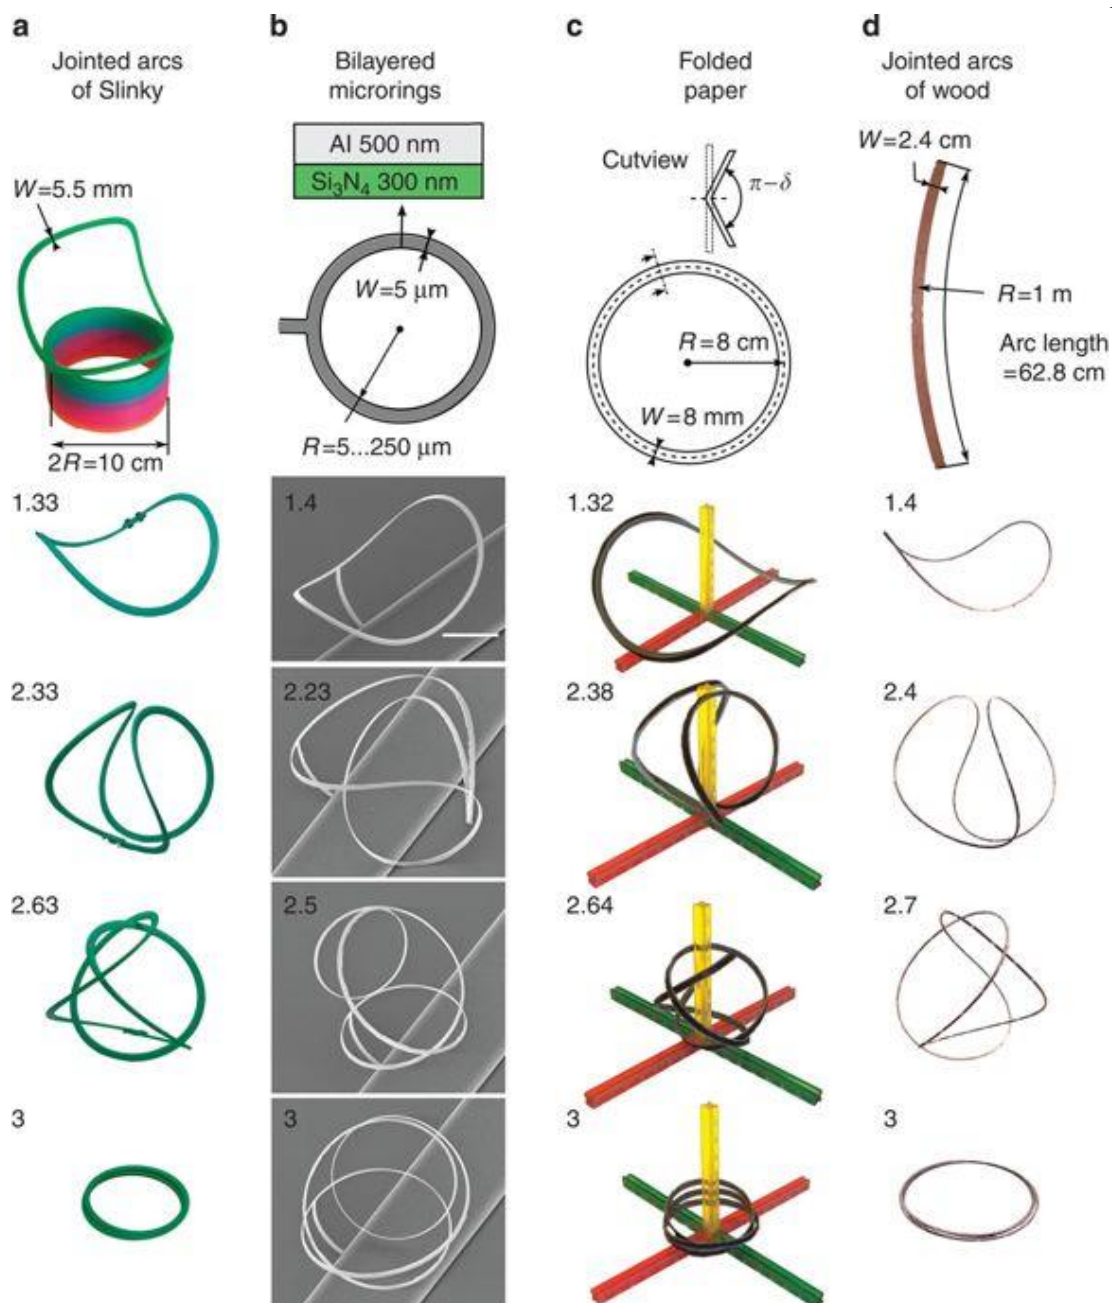 a
Jointed arcs
of Slinky
W=5.5 mm
2R=10 cm
1.33
2.33
2.63
3
b
Bilayered
microrings
Al 500 nm
Si₃N₄ 300 nm
W=5 μm
R=5...250 μm
1.4
2.23
2.5
3
c
Folded
paper
Cutview
π−δ
R=8 cm
W=8 mm
1.32
2.38
2.64
3
d
Jointed arcs
of wood
W=2.4 cm
R=1 m
Arc length
=62.8 cm
1.4
2.4
2.7
3